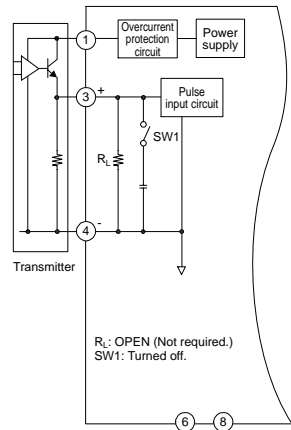 Overcurrent
protection
circuit
Power
supply
1
3
+
Pulse
input circuit
SW1
RL
4
-
Transmitter
RL: OPEN (Not required.)
SW1: Turned off.
6
8